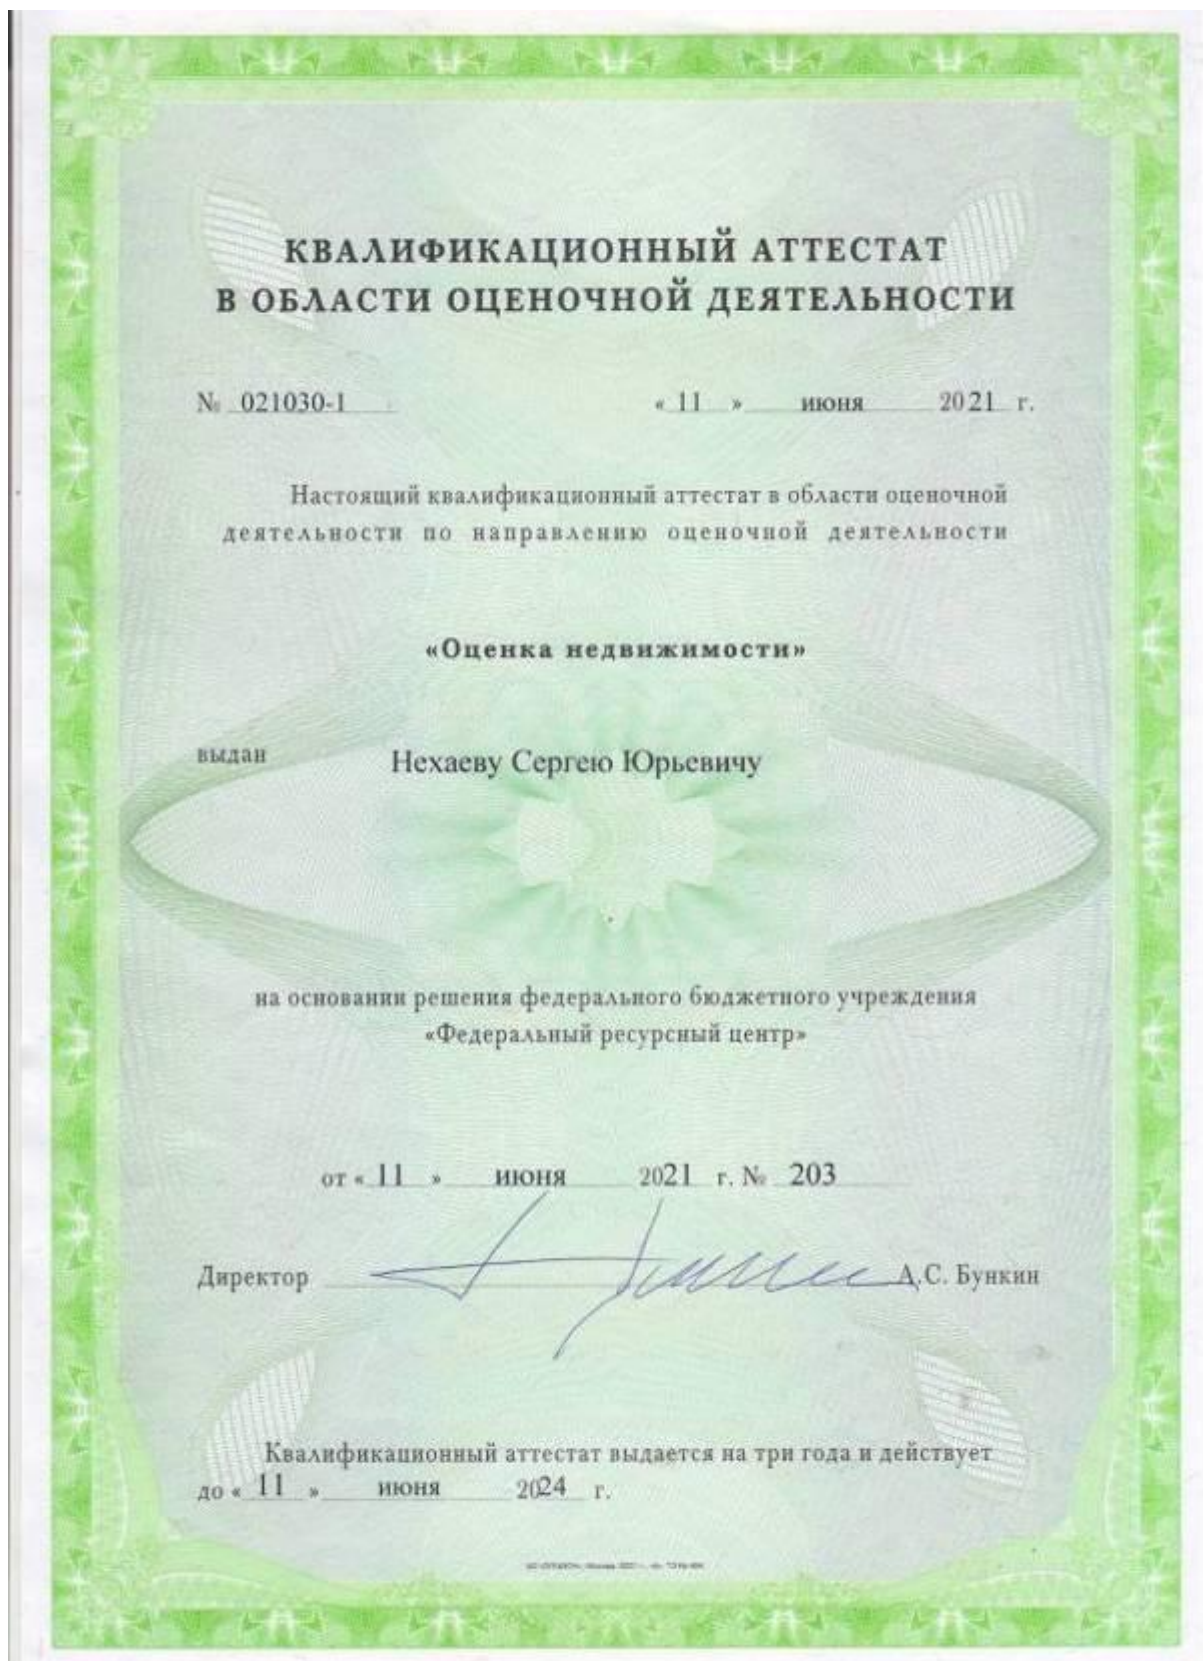 КВАЛИФИКАЦИОННЫЙ АТТЕСТАТ
В ОБЛАСТИ ОЦЕНОЧНОЙ ДЕЯТЕЛЬНОСТИ
№ 021030-1 « 11 » июня 2021 г.
Настоящий квалификационный аттестат в области оценочной
деятельности по направлению оценочной деятельности
«Оценка недвижимости»
выдан Нехаеву Сергею Юрьевичу
на основании решения федерального бюджетного учреждения
«Федеральный ресурсный центр»
от « 11 » июня 2021 г. № 203
Директор А.С. Бункин
Квалификационный аттестат выдается на три года и действует
до « 11 » июня 2024 г.